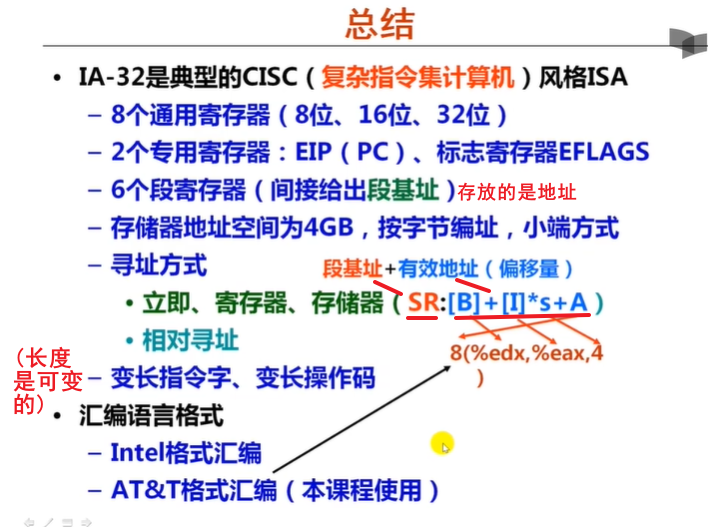 总结
• IA-32是典型的CISC（复杂指令集计算机）风格ISA
– 8个通用寄存器（8位、16位、32位）
– 2个专用寄存器：EIP（PC）、标志寄存器EFLAGS
– 6个段寄存器（间接给出段基址）存放的是地址
– 存储器地址空间为4GB，按字节编址，小端方式
– 寻址方式
段基址+有效地址（偏移量）
• 立即、寄存器、存储器（SR:[B]+[I]*s+A）
• 相对寻址
8(%edx,%eax,4
)
（长度
是可变
的）
– 变长指令字、变长操作码
• 汇编语言格式
– Intel格式汇编
– AT&T格式汇编（本课程使用）